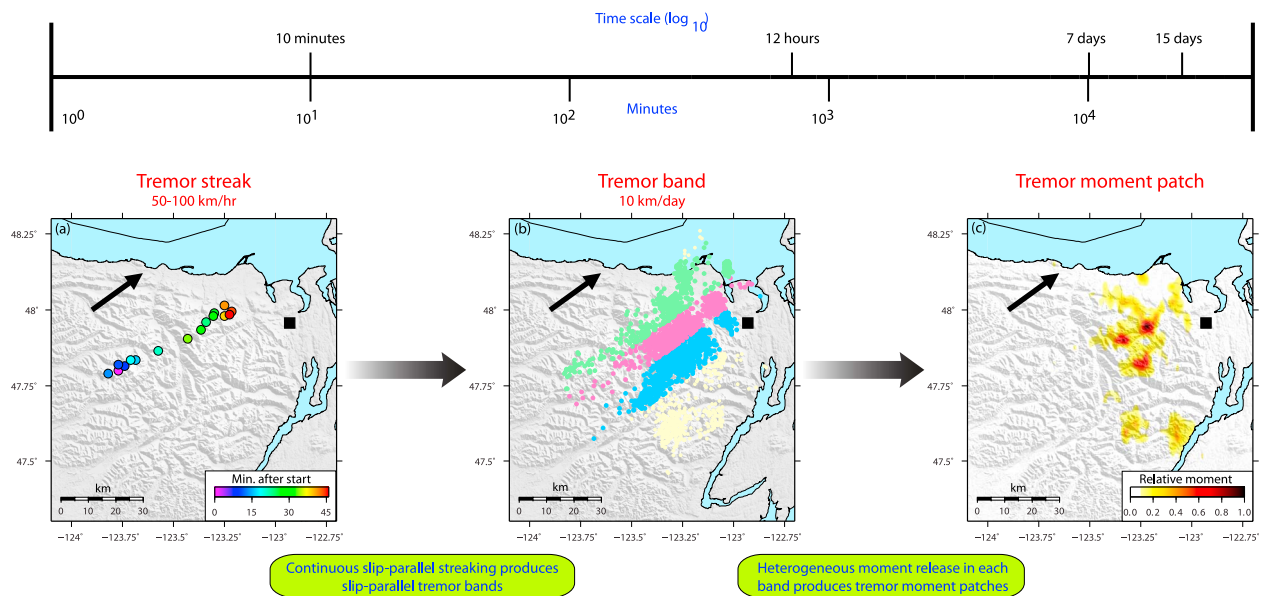 Time scale (log 10)
10 minutes 12 hours 7 days 15 days
Minutes
10^0 10^1 10^2 10^3 10^4
Tremor streak
50-100 km/hr
(a)
48.25˚
48˚
47.75˚
47.5˚
km
0 10 20 30
Min. after start
0 15 30 45
−124˚ −123.75˚ −123.5˚ −123.25˚ −123˚ −122.75˚
Tremor band
10 km/day
(b)
48.25˚
48˚
47.75˚
47.5˚
km
0 10 20 30
−124˚ −123.75˚ −123.5˚ −123.25˚ −123˚ −122.75˚
Tremor moment patch
(c)
48.25˚
48˚
47.75˚
47.5˚
km
0 10 20 30
Relative moment
0.0 0.2 0.4 0.6 0.8 1.0
−124˚ −123.75˚ −123.5˚ −123.25˚ −123˚ −122.75˚
Continuous slip-parallel streaking produces
slip-parallel tremor bands
Heterogeneous moment release in each
band produces tremor moment patches